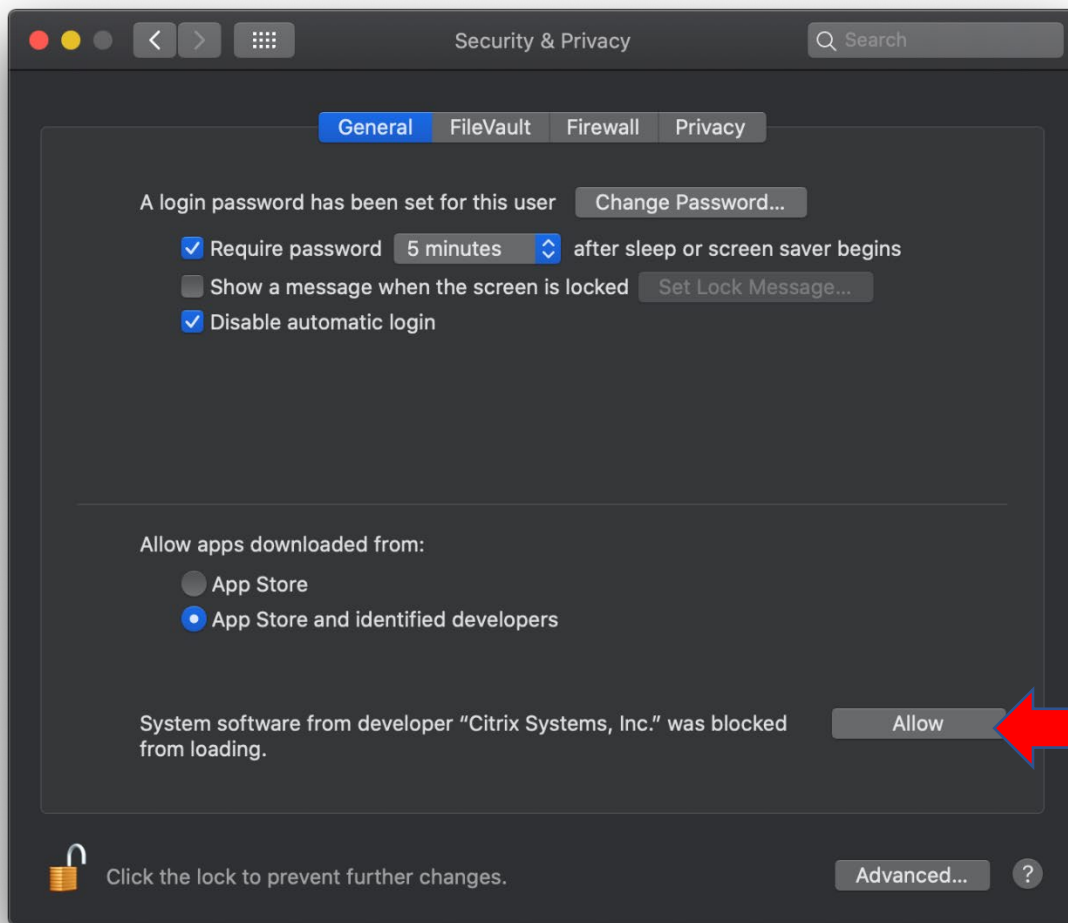 Security & Privacy
Search
General
FileVault
Firewall
Privacy
A login password has been set for this user
Change Password...
Require password 5 minutes after sleep or screen saver begins
Show a message when the screen is locked
Set Lock Message...
Disable automatic login
Allow apps downloaded from:
App Store
App Store and identified developers
System software from developer “Citrix Systems, Inc.” was blocked
from loading.
Allow
Click the lock to prevent further changes.
Advanced...
?